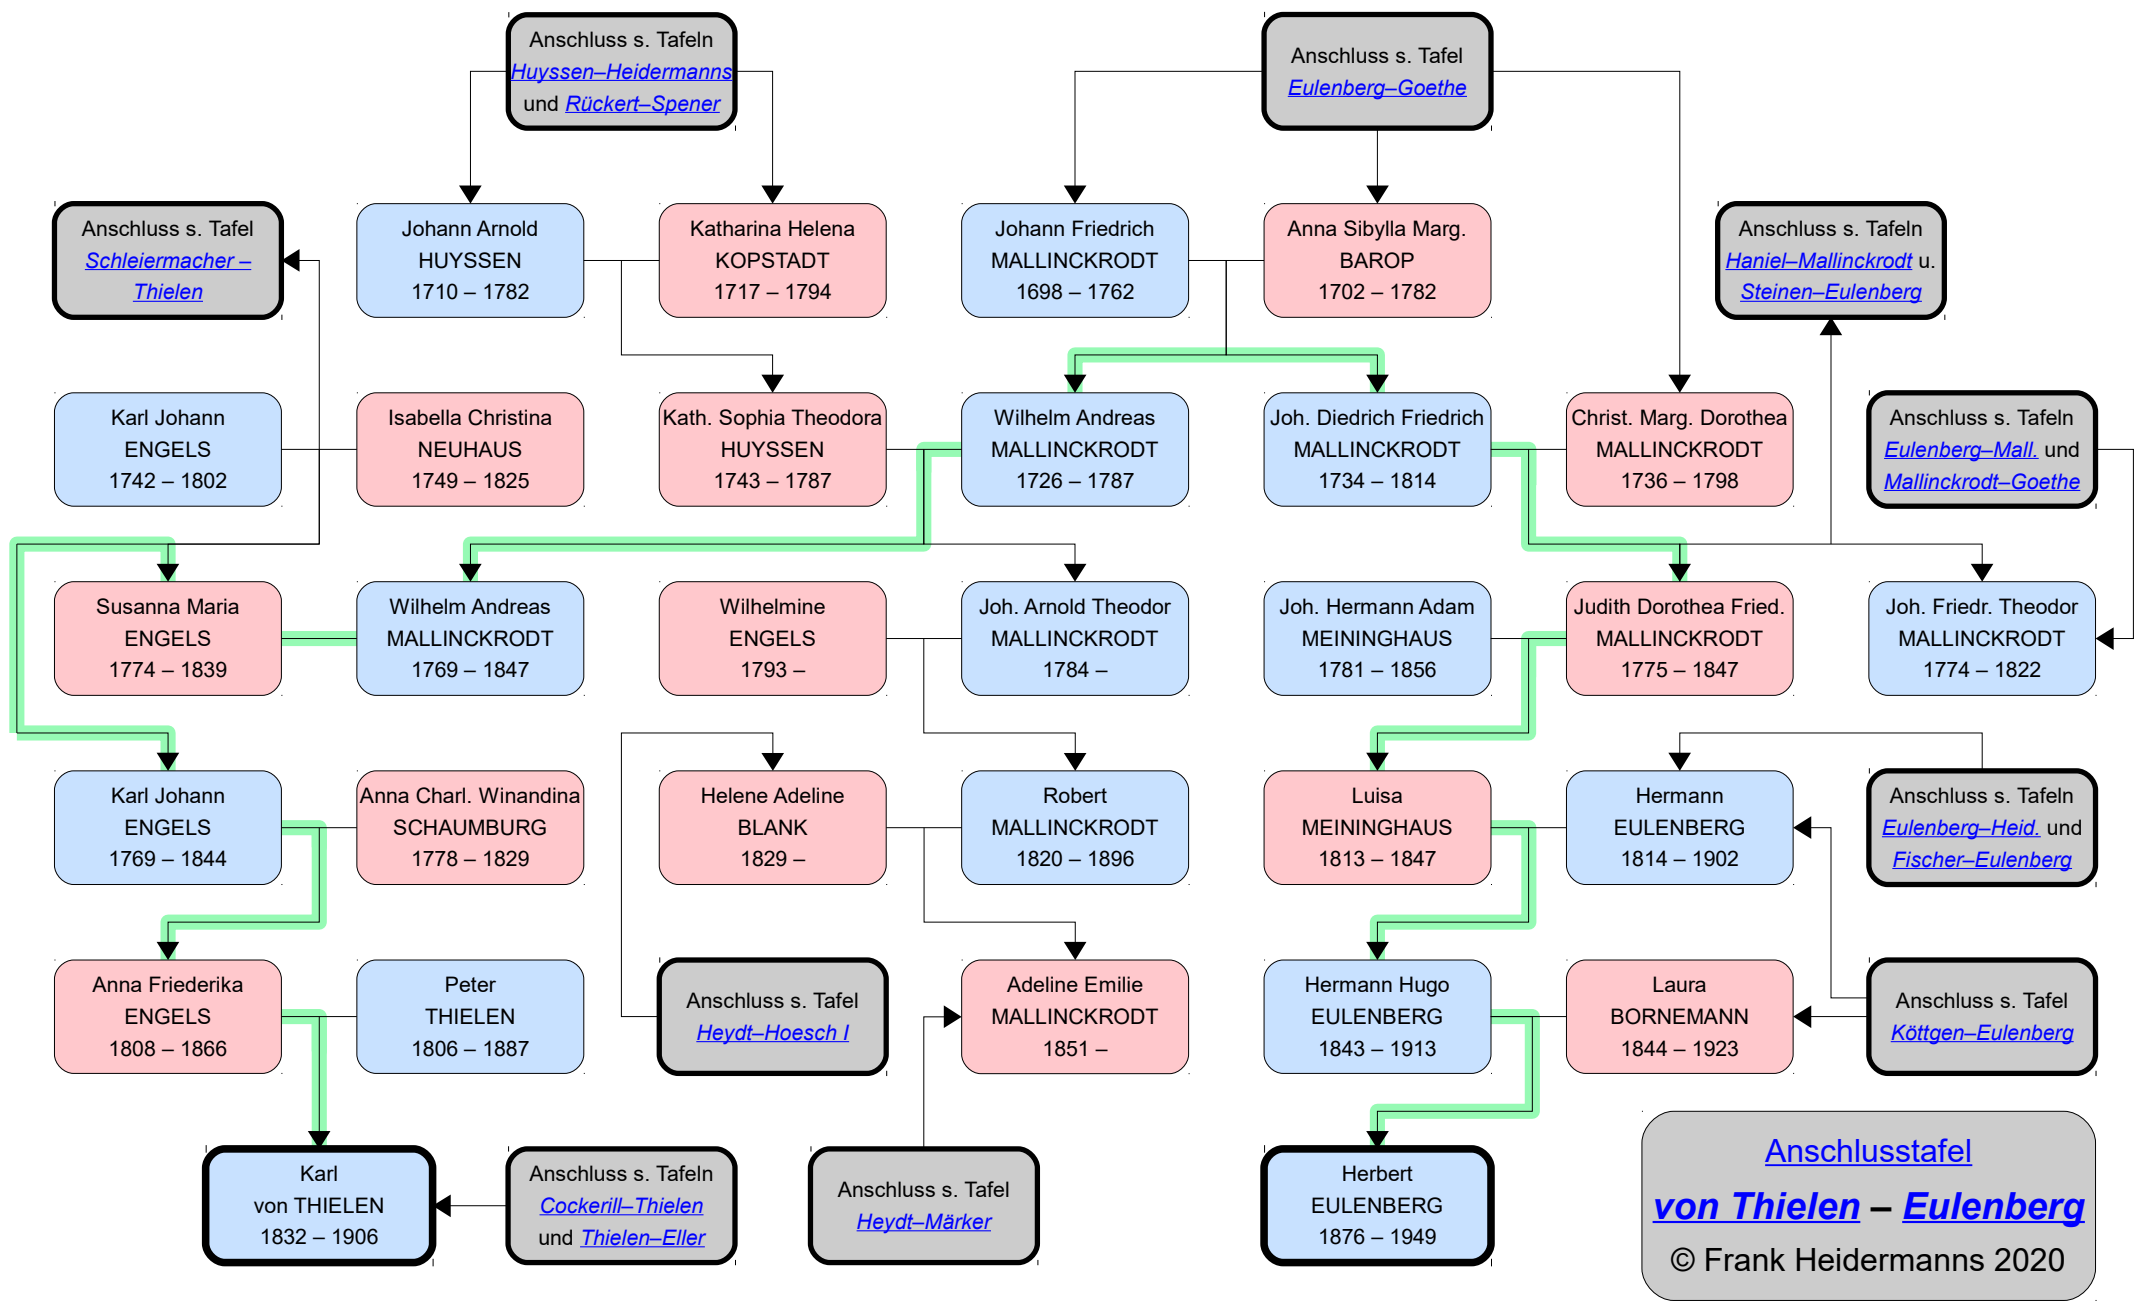 Anschluss s. Tafeln
Huyssen–Heidermanns
und Rückert–Spener
Anschluss s. Tafel
Eulenberg–Goethe
Anschluss s. Tafel
Schleiermacher –
Thielen
Johann Arnold
HUYSSEN
1710 – 1782
Katharina Helena
KOPSTADT
1717 – 1794
Johann Friedrich
MALLINCKRODT
1698 – 1762
Anna Sibylla Marg.
BAROP
1702 – 1782
Anschluss s. Tafeln
Haniel–Mallinckrodt u.
Steinen–Eulenberg
Karl Johann
ENGELS
1742 – 1802
Isabella Christina
NEUHAUS
1749 – 1825
Kath. Sophia Theodora
HUYSSEN
1743 – 1787
Wilhelm Andreas
MALLINCKRODT
1726 – 1787
Joh. Diedrich Friedrich
MALLINCKRODT
1734 – 1814
Christ. Marg. Dorothea
MALLINCKRODT
1736 – 1798
Anschluss s. Tafeln
Eulenberg–Mall. und
Mallinckrodt–Goethe
Susanna Maria
ENGELS
1774 – 1839
Wilhelm Andreas
MALLINCKRODT
1769 – 1847
Wilhelmine
ENGELS
1793 –
Joh. Arnold Theodor
MALLINCKRODT
1784 –
Joh. Hermann Adam
MEININGHAUS
1781 – 1856
Judith Dorothea Fried.
MALLINCKRODT
1775 – 1847
Joh. Friedr. Theodor
MALLINCKRODT
1774 – 1822
Karl Johann
ENGELS
1769 – 1844
Anna Charl. Winandina
SCHAUMBURG
1778 – 1829
Helene Adeline
BLANK
1829 –
Robert
MALLINCKRODT
1820 – 1896
Luisa
MEININGHAUS
1813 – 1847
Hermann
EULENBERG
1814 – 1902
Anschluss s. Tafeln
Eulenberg–Heid. und
Fischer–Eulenberg
Anna Friederika
ENGELS
1808 – 1866
Peter
THIELEN
1806 – 1887
Anschluss s. Tafel
Heydt–Hoesch I
Adeline Emilie
MALLINCKRODT
1851 –
Hermann Hugo
EULENBERG
1843 – 1913
Laura
BORNEMANN
1844 – 1923
Anschluss s. Tafel
Köttgen–Eulenberg
Karl
von THIELEN
1832 – 1906
Anschluss s. Tafeln
Cockerill–Thielen
und Thielen–Eller
Anschluss s. Tafel
Heydt–Märker
Herbert
EULENBERG
1876 – 1949
Anschlusstafel
von Thielen – Eulenberg
© Frank Heidermanns 2020